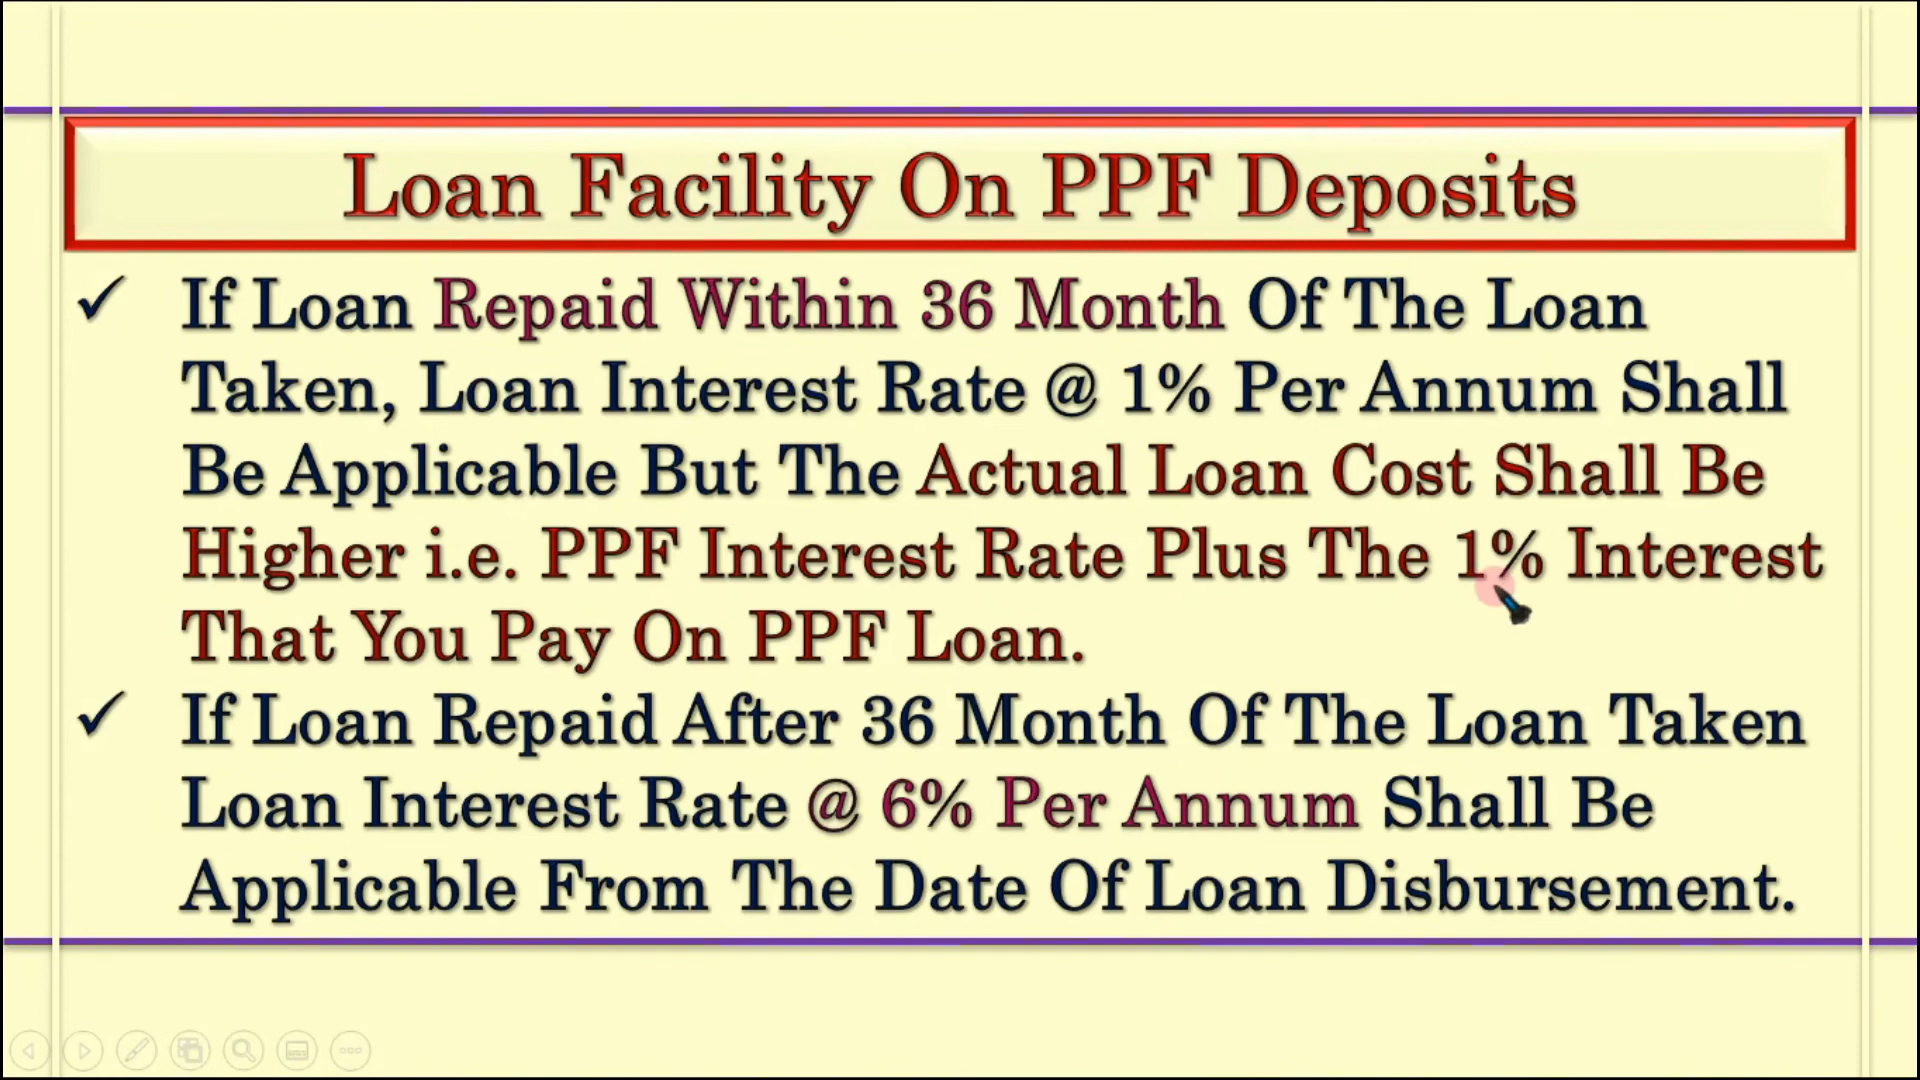 Loan Facility On PPF Deposits
✓ If Loan Repaid Within 36 Month Of The Loan
Taken, Loan Interest Rate @ 1% Per Annum Shall
Be Applicable But The Actual Loan Cost Shall Be
Higher i.e. PPF Interest Rate Plus The 1% Interest
That You Pay On PPF Loan.
✓ If Loan Repaid After 36 Month Of The Loan Taken
Loan Interest Rate @ 6% Per Annum Shall Be
Applicable From The Date Of Loan Disbursement.